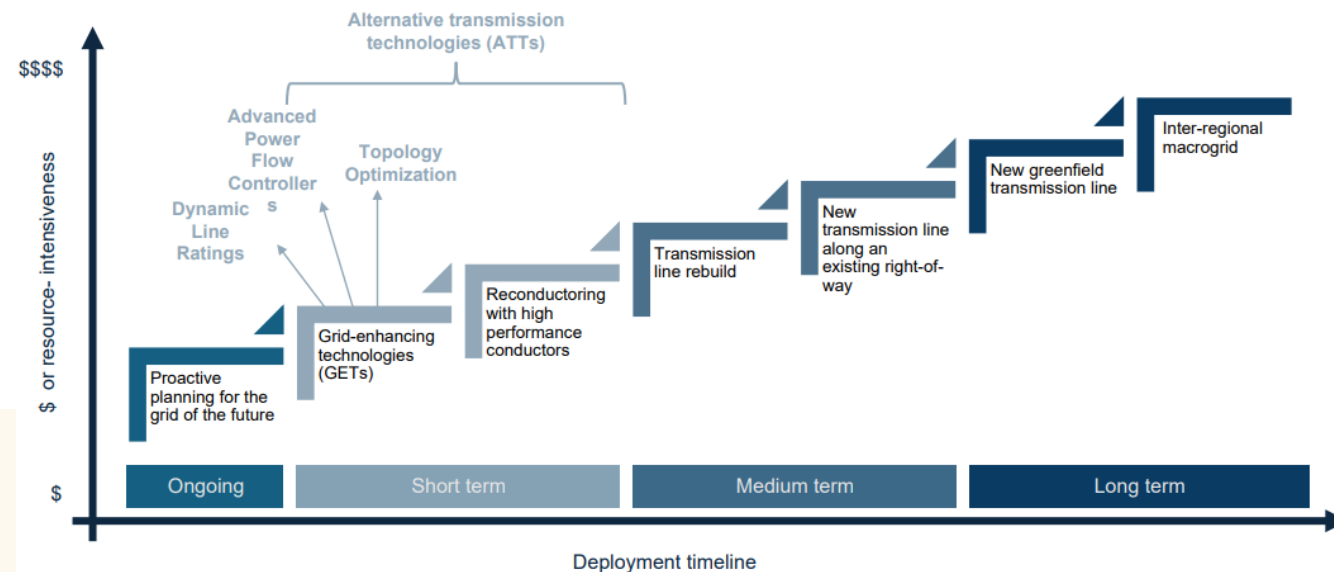 Alternative transmission
technologies (ATTs)
$$$$
Advanced
Power
Flow
Controller
s
Topology
Optimization
Dynamic
Line
Ratings
$ or resource- intensiveness
Proactive
planning for the
grid of the future
Grid-enhancing
technologies
(GETs)
Reconductoring
with high
performance
conductors
Transmission
line rebuild
New
transmission line
along an
existing right-of-
way
New greenfield
transmission line
Inter-regional
macrogrid
$
Ongoing
Short term
Medium term
Long term
Deployment timeline